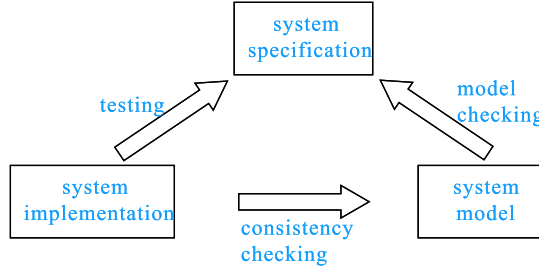 system
specification
testing
model
checking
system
implementation
system
model
consistency
checking